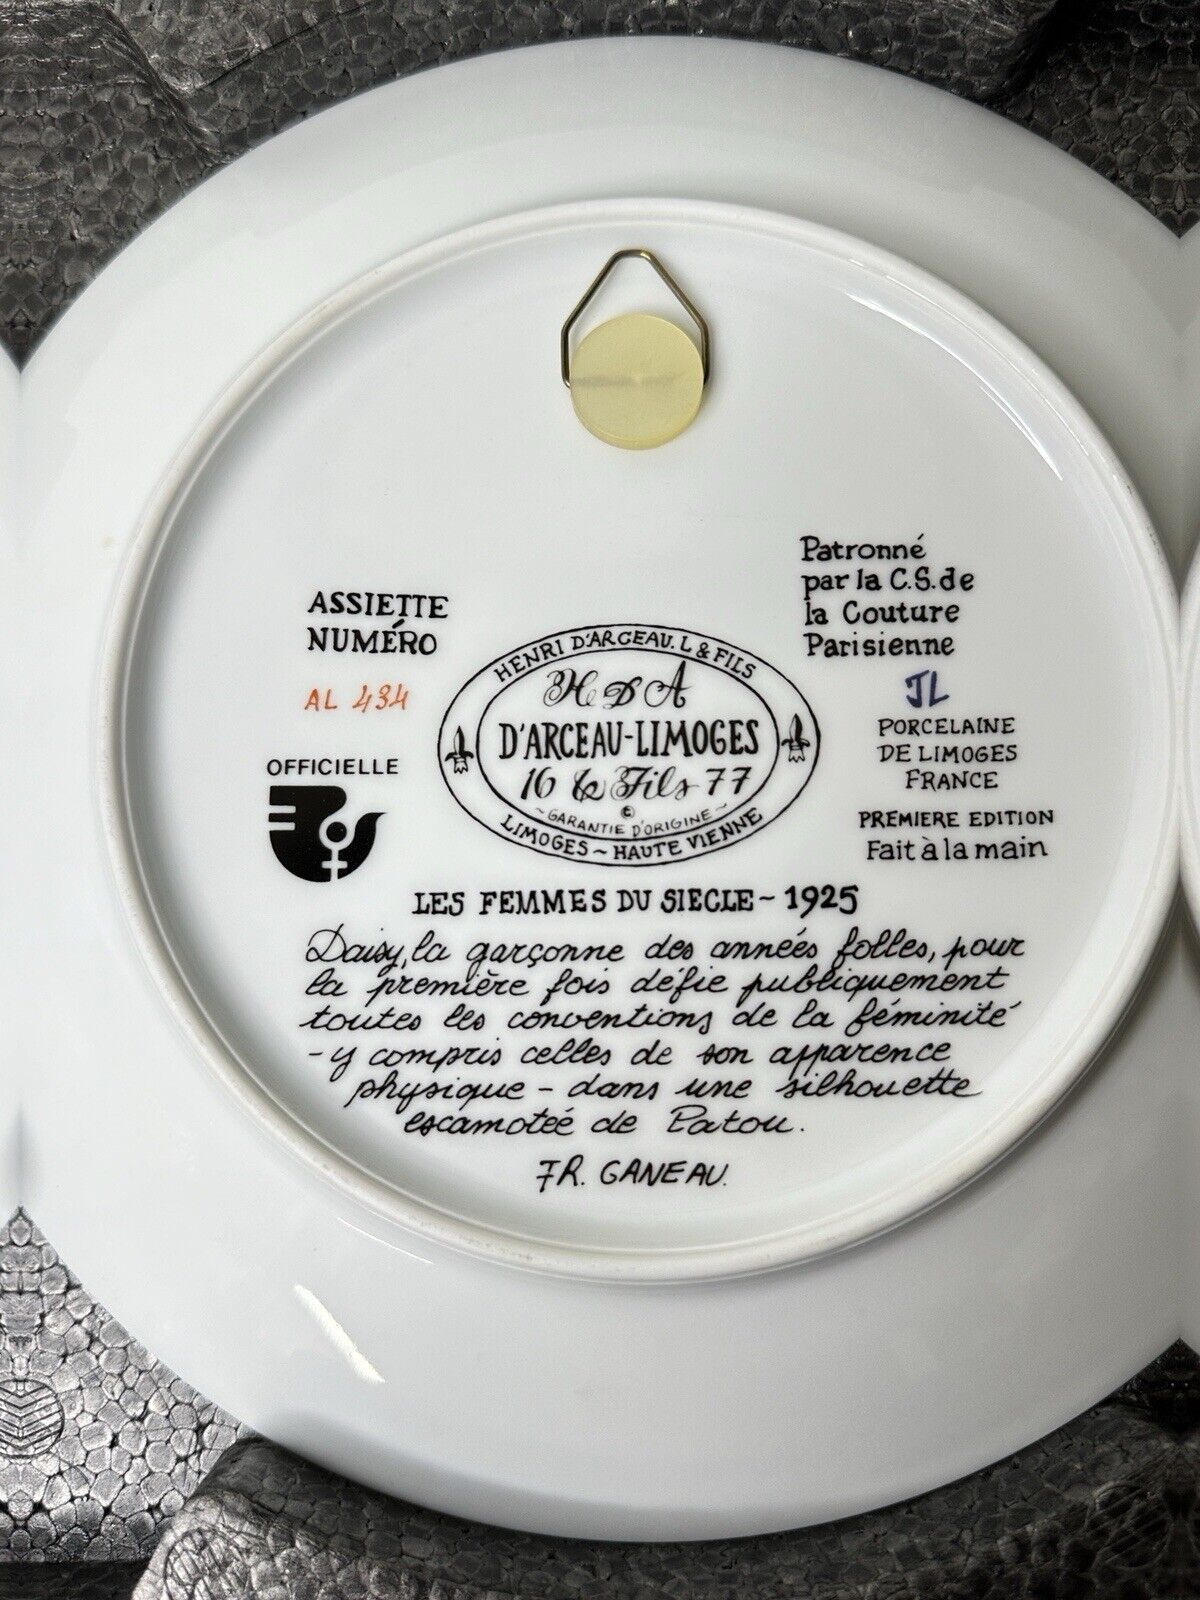 Patronné
par la C.S. de
la Couture
Parisienne
ASSIETTE
NUMÉRO
AL 434
OFFICIELLE
HENRI D'ARCEAU. L & FILS
H D A
D'ARCEAU-LIMOGES
16 & Fils 77
©
~GARANTIE D'ORIGINE~
LIMOGES ~ HAUTE VIENNE
JL
PORCELAINE
DE LIMOGES
FRANCE
PREMIERE EDITION
Fait à la main
LES FEMMES DU SIECLE ~ 1925
Daisy, la garçonne des années folles, pour
la première fois défie publiquement
toutes les conventions de la féminité
- y compris celles de son apparence
physique - dans une silhouette
escamoteé de Patou.
FR. GANEAU.